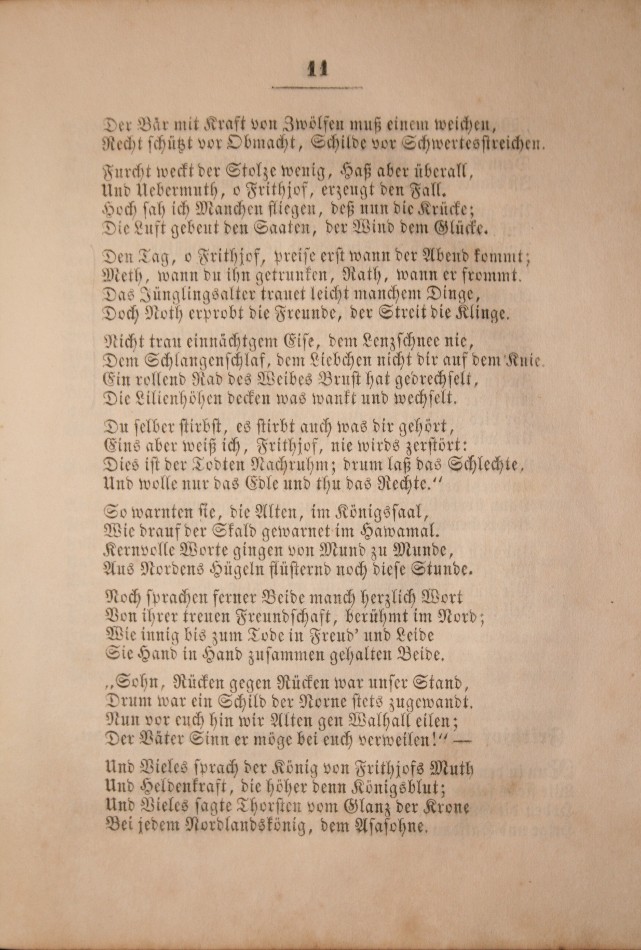 11
Der Bär mit Kraft von Zwölfen muß einem weichen,
Recht schützt vor Obmacht, Schilde vor Schwertesstreichen.
Furcht weckt der Stolze wenig, Haß aber überall,
Und Uebermuth, o Frithjof, erzeugt den Fall.
Hoch sah ich Manchen fliegen, deß nun die Krücke;
Die Luft gebeut den Saaten, der Wind dem Glücke.
Den Tag, o Frithjof, preise erst wann der Abend kommt;
Meth, wann du ihn getrunken, Rath, wann er frommt.
Das Jünglingsalter trauet leicht manchem Dinge,
Doch Noth erprobt die Freunde, der Streit die Klinge.
Nicht trau einnächtgem Eise, dem Lenzschnee nie,
Dem Schlangenschlaf, dem Liebchen nicht dir auf dem Knie.
Ein rollend Rad des Weibes Brust hat gedrechselt,
Die Lilienhöhen decken was wankt und wechselt.
Du selber stirbst, es stirbt auch was dir gehört,
Eins aber weiß ich, Frithjof, nie wirds zerstört:
Dies ist der Todten Nachruhm; drum laß das Schlechte,
Und wolle nur das Edle und thu das Rechte.“
So warnten sie, die Alten, im Königssaal,
Wie drauf der Skald gewarnet im Hawamal.
Kernvolle Worte gingen von Mund zu Munde,
Aus Nordens Hügeln flüsternd noch diese Stunde.
Noch sprachen ferner Beide manch herzlich Wort
Von ihrer treuen Freundschaft, berühmt im Nord;
Wie innig bis zum Tode in Freud’ und Leide
Sie Hand in Hand zusammen gehalten Beide.
„Sohn, Rücken gegen Rücken war unser Stand,
Drum war ein Schild der Norne stets zugewandt.
Nun vor euch hin wir Alten gen Walhall eilen;
Der Väter Sinn er möge bei euch verweilen!“ —
Und Vieles sprach der König von Frithjofs Muth
Und Heldenkraft, die höher denn Königsblut;
Und Vieles sagte Thorsten vom Glanz der Krone
Bei jedem Nordlandskönig, dem Asasohne.